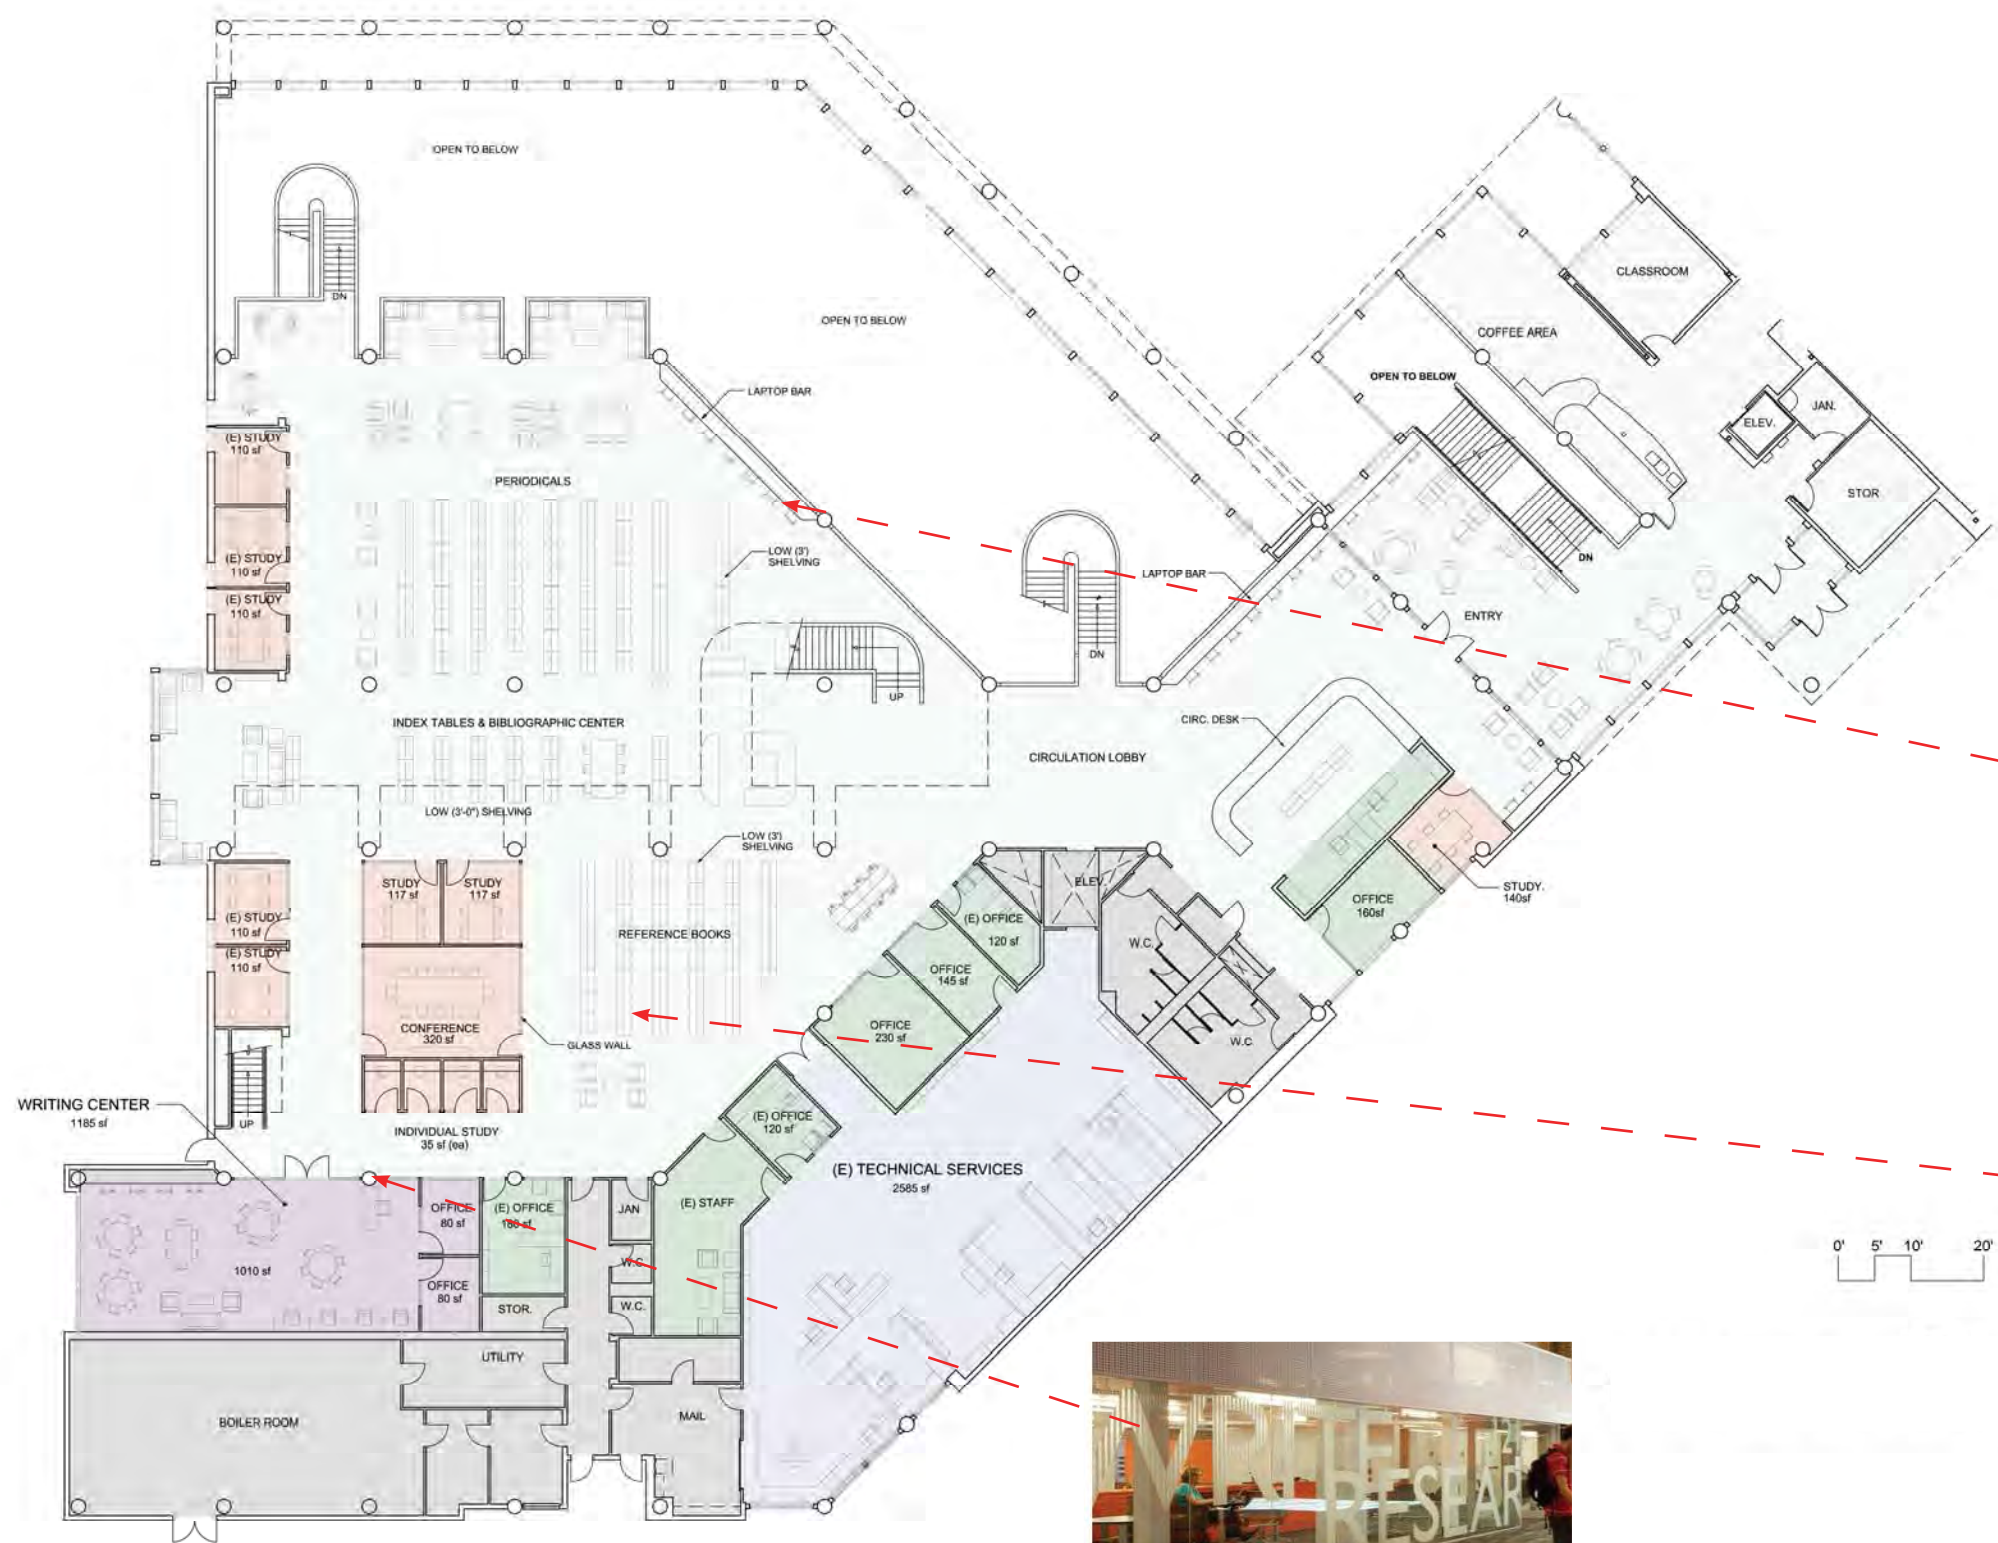 OPEN TO BELOW
DN
OPEN TO BELOW
CLASSROOM
COFFEE AREA
OPEN TO BELOW
LAPTOP BAR
JAN.
ELEV.
(E) STUDY
110 sf
PERIODICALS
STOR
LOW (3')
SHELVING
DN
(E) STUDY
110 sf
LAPTOP BAR
(E) STUDY
110 sf
ENTRY
DN
UP
INDEX TABLES & BIBLIOGRAPHIC CENTER
CIRC. DESK
CIRCULATION LOBBY
LOW (3'-0") SHELVING
LOW (3')
SHELVING
STUDY
117 sf
STUDY
117 sf
ELEV.
STUDY.
140sf
OFFICE
160sf
(E) STUDY
110 sf
(E) OFFICE
120 sf
REFERENCE BOOKS
W.C.
(E) STUDY
110 sf
OFFICE
145 sf
CONFERENCE
320 sf
OFFICE
230 sf
GLASS WALL
W.C
WRITING CENTER
1185 sf
UP
(E) OFFICE
120 sf
INDIVIDUAL STUDY
35 sf (ea)
(E) TECHNICAL SERVICES
2585 sf
OFFICE
80 sf
(E) OFFICE
180 sf
JAN
(E) STAFF
0' 5' 10' 20'
1010 sf
W.C
OFFICE
80 sf
STOR.
W.C.
UTILITY
BOILER ROOM
MAIL
RESEAR